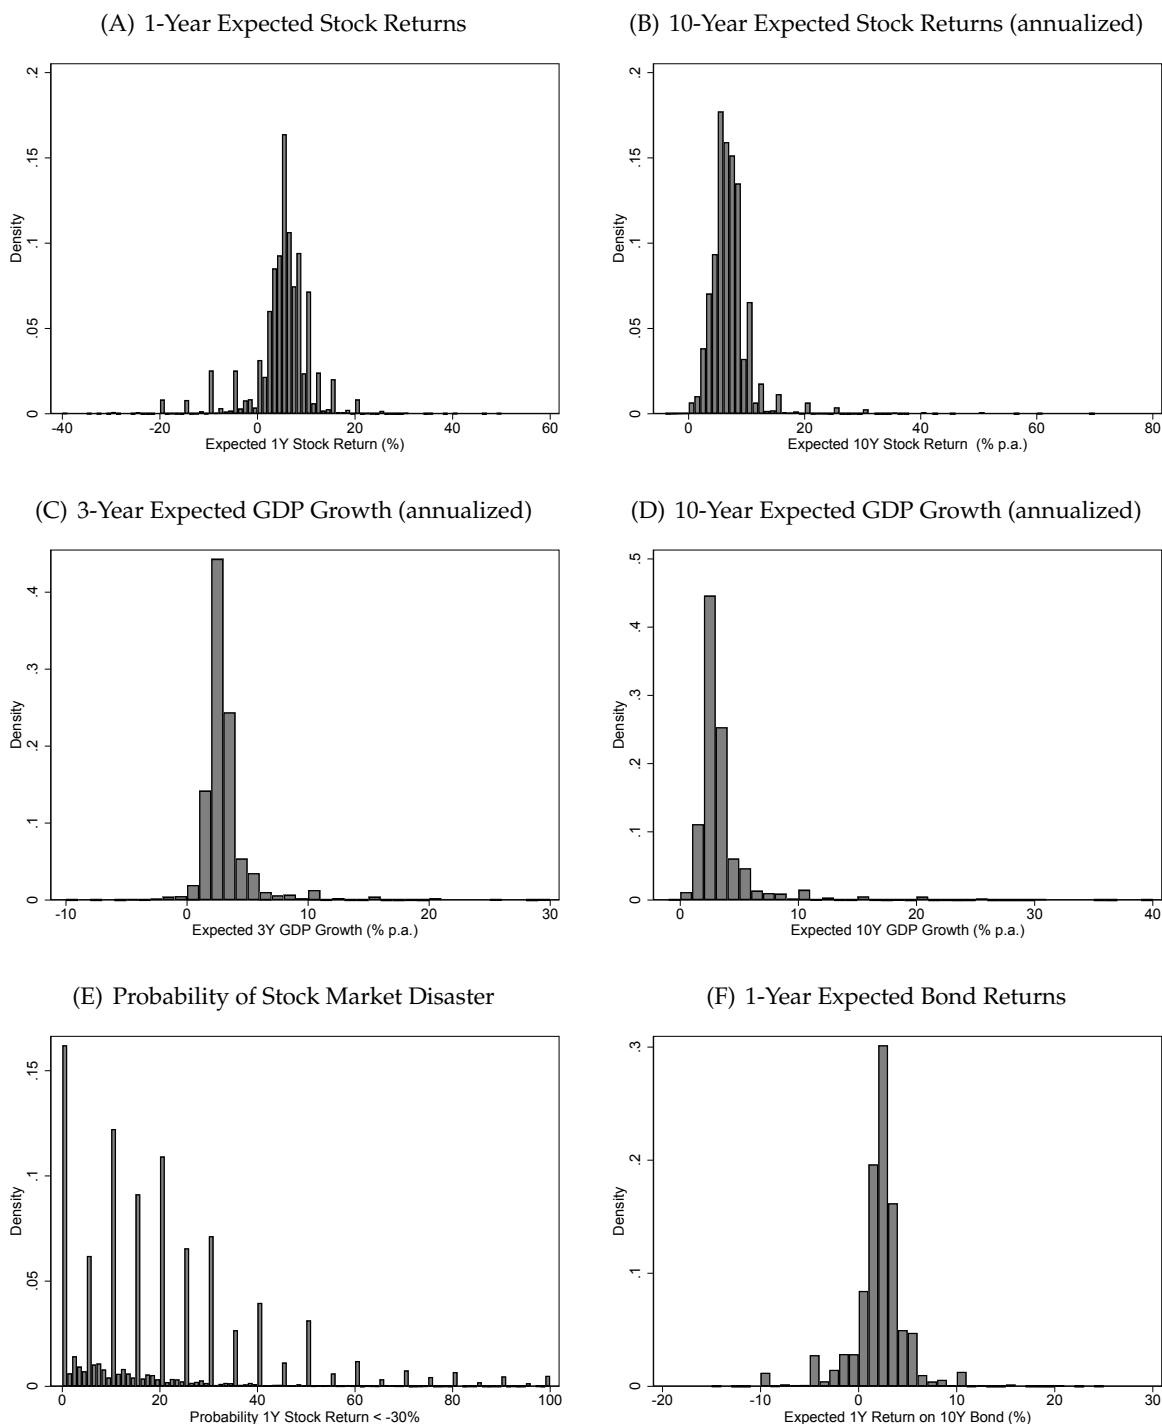 (A) 1-Year Expected Stock Returns
.2
.15
.1
.05
0
Density
-40 -20 0 20 40 60
Expected 1Y Stock Return (%)
(B) 10-Year Expected Stock Returns (annualized)
.2
.15
.1
.05
0
Density
0 20 40 60 80
Expected 10Y Stock Return (% p.a.)
(C) 3-Year Expected GDP Growth (annualized)
.4
.3
.2
.1
0
Density
-10 0 10 20 30
Expected 3Y GDP Growth (% p.a.)
(D) 10-Year Expected GDP Growth (annualized)
.5
.4
.3
.2
.1
0
Density
0 10 20 30 40
Expected 10Y GDP Growth (% p.a.)
(E) Probability of Stock Market Disaster
.15
.1
.05
0
Density
0 20 40 60 80 100
Probability 1Y Stock Return < -30%
(F) 1-Year Expected Bond Returns
.3
.2
.1
0
Density
-20 -10 0 10 20 30
Expected 1Y Return on 10Y Bond (%)